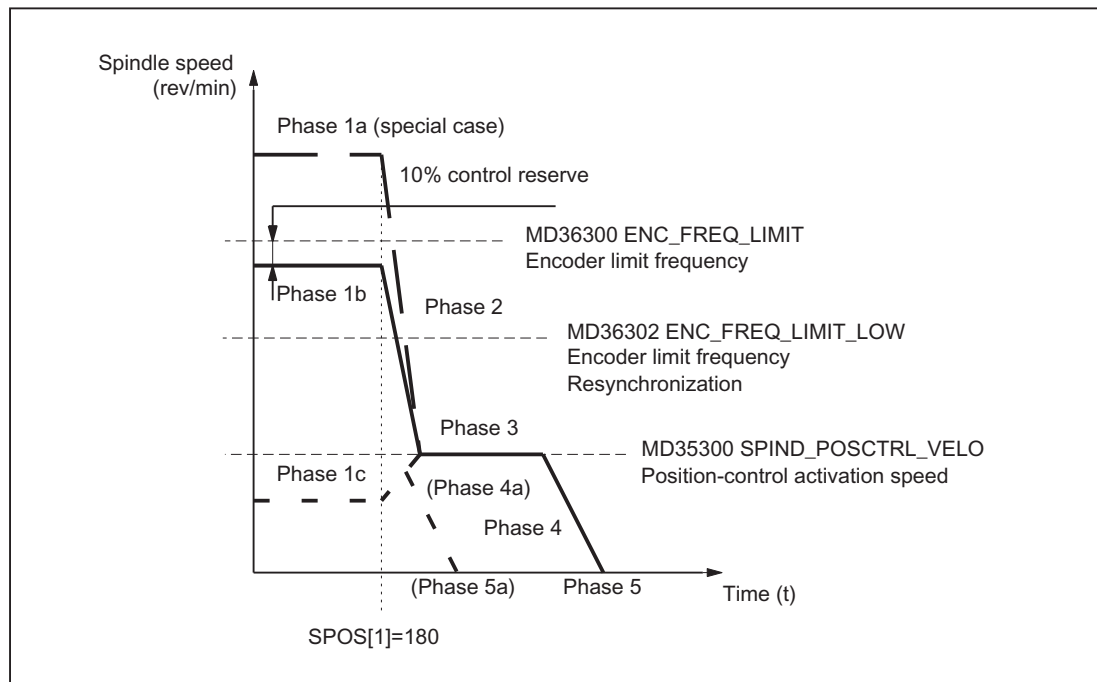 Spindle speed
(rev/min)
Phase 1a (special case)
10% control reserve
MD36300 ENC_FREQ_LIMIT
Encoder limit frequency
Phase 1b
Phase 2
MD36302 ENC_FREQ_LIMIT_LOW
Encoder limit frequency
Resynchronization
Phase 3
MD35300 SPIND_POSCTRL_VELO
Position-control activation speed
Phase 1c
(Phase 4a)
Phase 4
(Phase 5a)
Phase 5
Time (t)
SPOS[1]=180